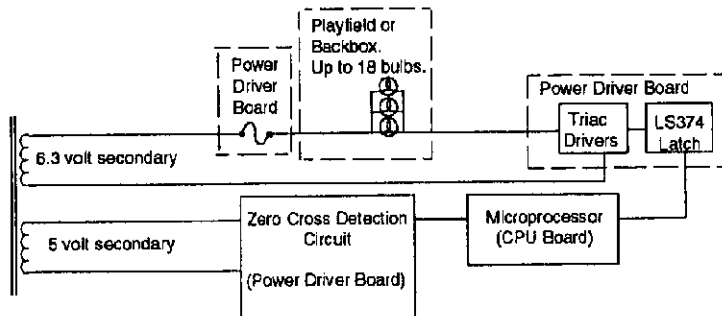 Playfield or
Backbox.
Up to 18 bulbs.
Power
Driver
Board
Power Driver Board
Triac
Drivers
LS374
Latch
6.3 volt secondary
5 volt secondary
Zero Cross Detection
Circuit
(Power Driver Board)
Microprocessor
(CPU Board)